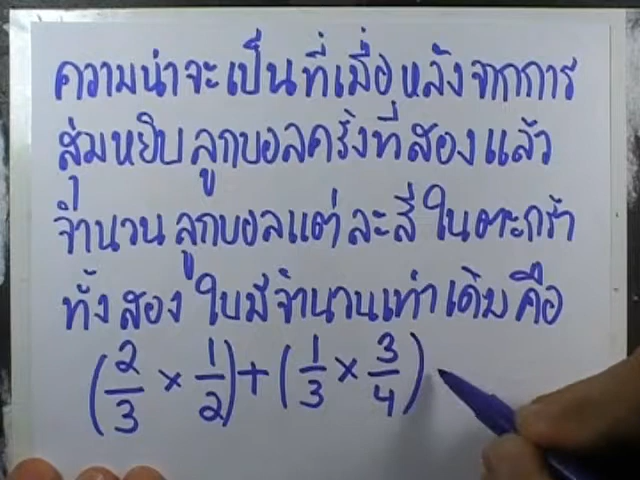 ความน่าจะเป็นที่เมื่อหลังจากการ
สุ่มหยิบลูกบอลครั้งที่สองแล้ว
จำนวนลูกบอลแต่ละสีในตะกร้า
ทั้งสองใบมีจำนวนเท่าเดิมคือ
(2/3 × 1/2) + (1/3 × 3/4)